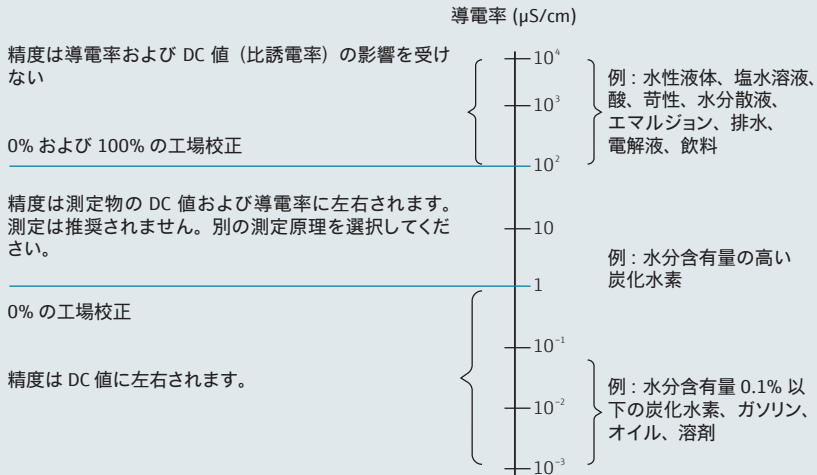 導電率 (µS/cm)
精度は導電率および DC 値（比誘電率）の影響を受け
ない
0% および 100% の工場校正
精度は測定物の DC 値および導電率に左右されます。
測定は推奨されません。別の測定原理を選択してくだ
さい。
0% の工場校正
精度は DC 値に左右されます。
10⁴
10³
10²
10
1
10⁻¹
10⁻²
10⁻³
例 : 水性液体、塩水溶液、
酸、苛性、水分散液、
エマルジョン、排水、
電解液、飲料
例 : 水分含有量の高い
炭化水素
例 : 水分含有量 0.1% 以
下の炭化水素、ガソリン、
オイル、溶剤